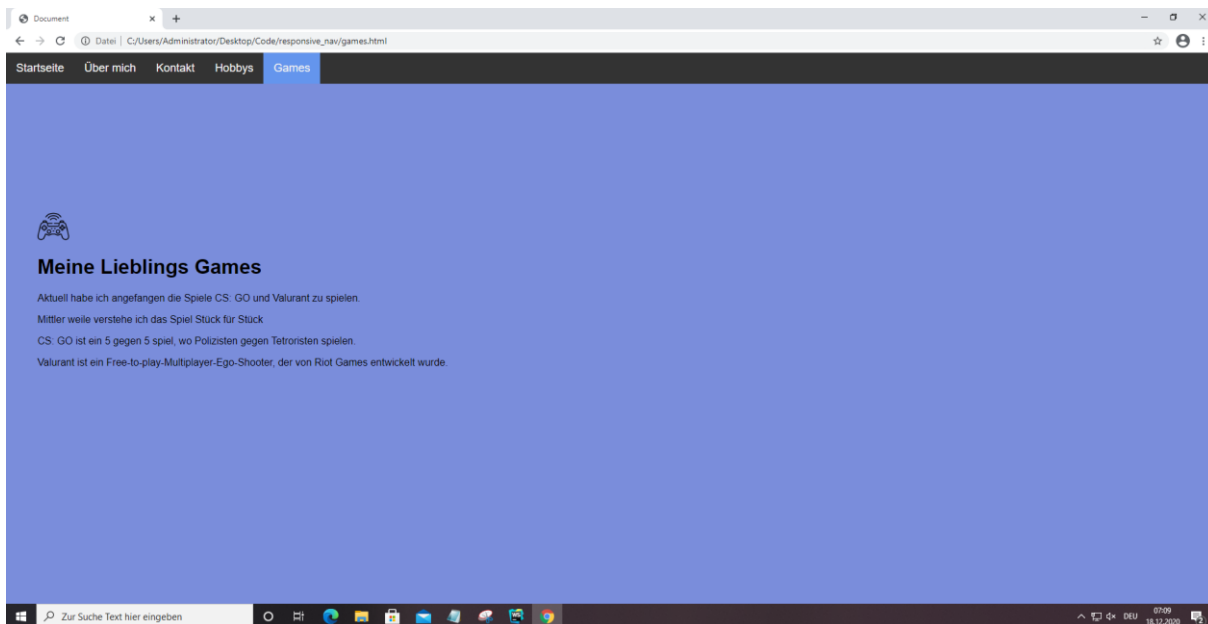 Document
Datei | C:/Users/Administrator/Desktop/Code/responsive_nav/games.html
Startseite Über mich Kontakt Hobbys Games
Meine Lieblings Games
Aktuell habe ich angefangen die Spiele CS: GO und Valurant zu spielen.
Mittler weile verstehe ich das Spiel Stück für Stück
CS: GO ist ein 5 gegen 5 spiel, wo Polizisten gegen Tetroristen spielen.
Valurant ist ein Free-to-play-Multiplayer-Ego-Shooter, der von Riot Games entwickelt wurde.
Zur Suche Text hier eingeben
DEU
07:09
18.12.2020